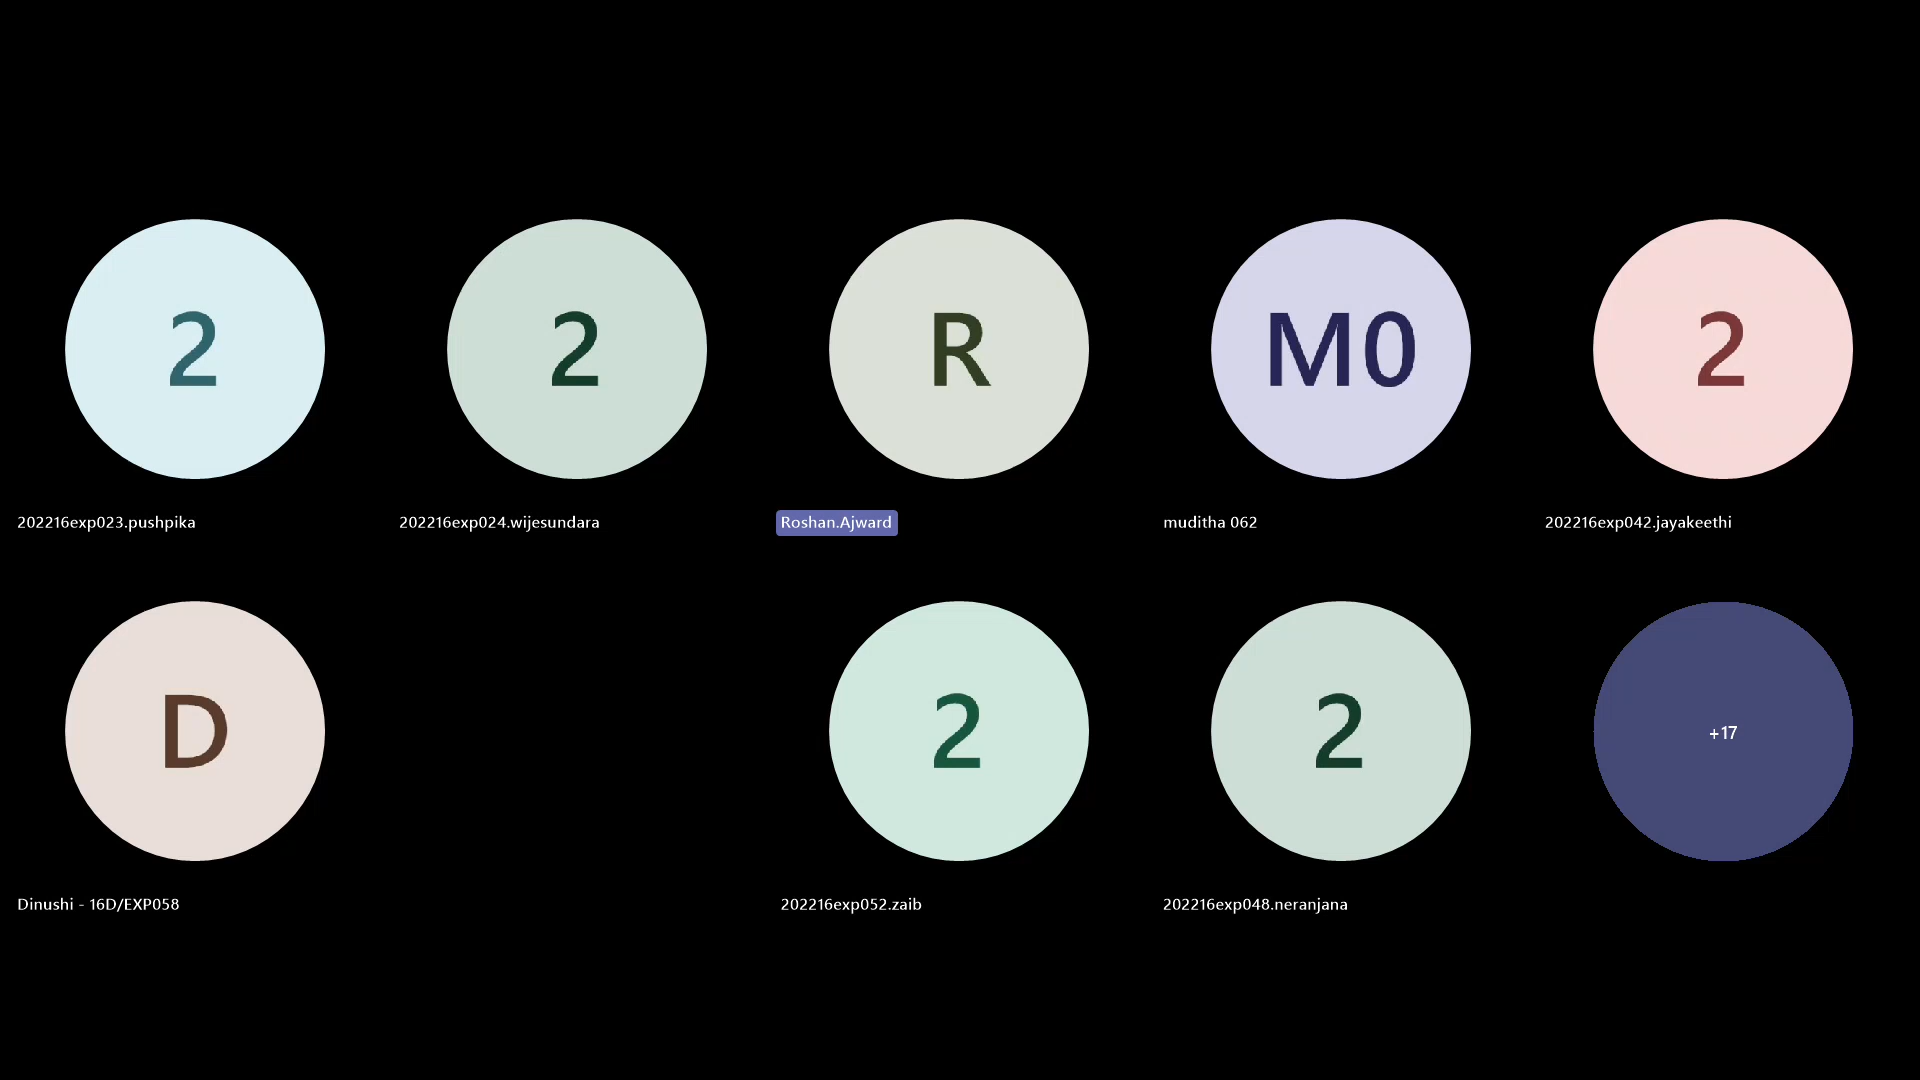 2
2
R
M0
2
202216exp023.pushpika
202216exp024.wijesundara
Roshan.Ajward
muditha 062
202216exp042.jayakeethi
D
2
2
+17
Dinushi - 16D/EXP058
202216exp052.zaib
202216exp048.neranjana